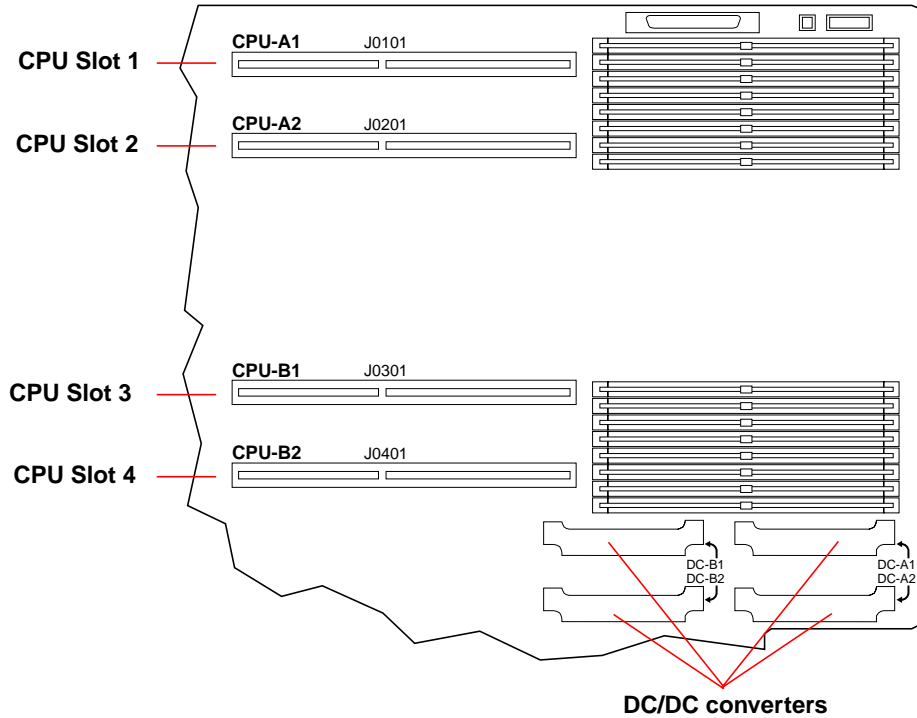 CPU-A1 J0101
CPU Slot 1
CPU-A2 J0201
CPU Slot 2
CPU-B1 J0301
CPU Slot 3
CPU-B2 J0401
CPU Slot 4
DC-B1 DC-A1
DC-B2 DC-A2
DC/DC converters